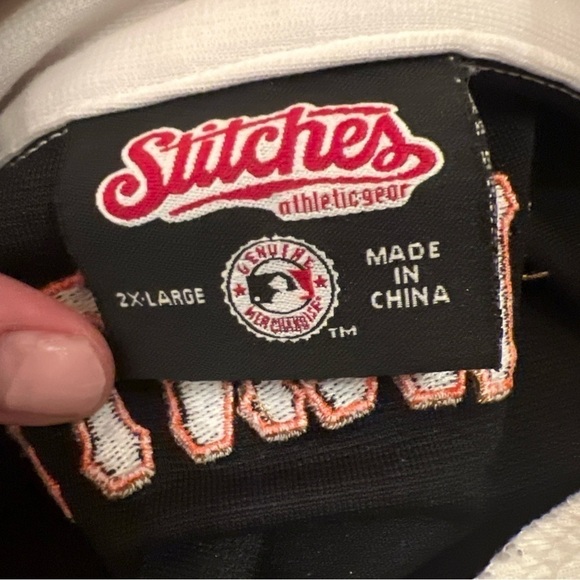 Stitches
athletic gear
GENUINE
MERCHANDISE
2X-LARGE
MADE
IN
CHINA
TM